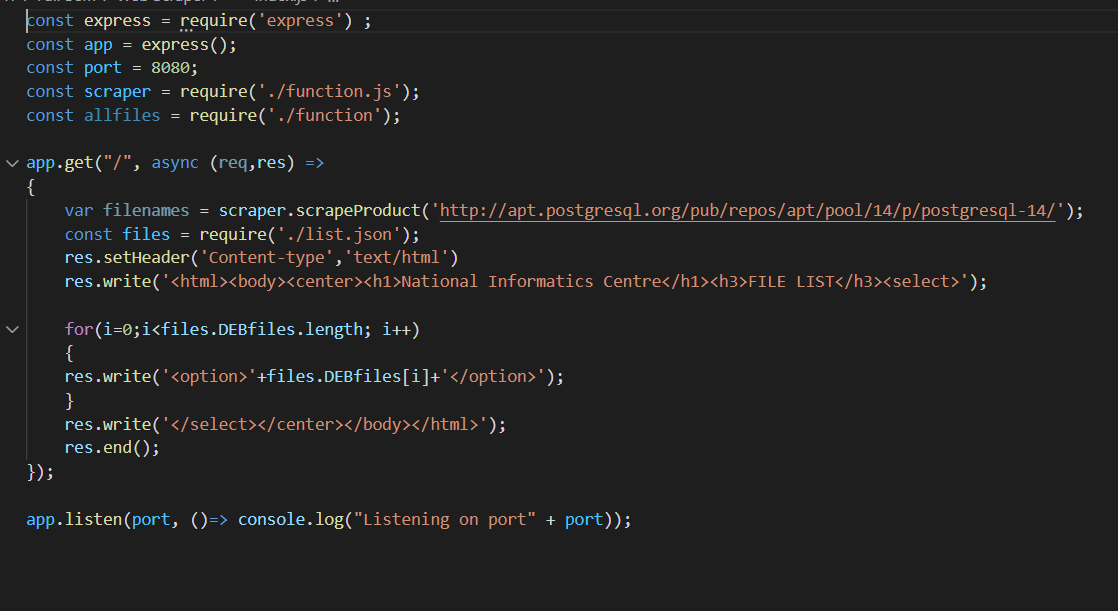 const express = require('express') ;
const app = express();
const port = 8080;
const scraper = require('./function.js');
const allfiles = require('./function');
app.get("/", async (req,res) =>
{
var filenames = scraper.scrapeProduct('http://apt.postgresql.org/pub/repos/apt/pool/14/p/postgresql-14/');
const files = require('./list.json');
res.setHeader('Content-type','text/html')
res.write('<html><body><center><h1>National Informatics Centre</h1><h3>FILE LIST</h3><select>');
for(i=0;i<files.DEBfiles.length; i++)
{
res.write('<option>'+files.DEBfiles[i]+'</option>');
}
res.write('</select></center></body></html>');
res.end();
});
app.listen(port, ()=> console.log("Listening on port" + port));